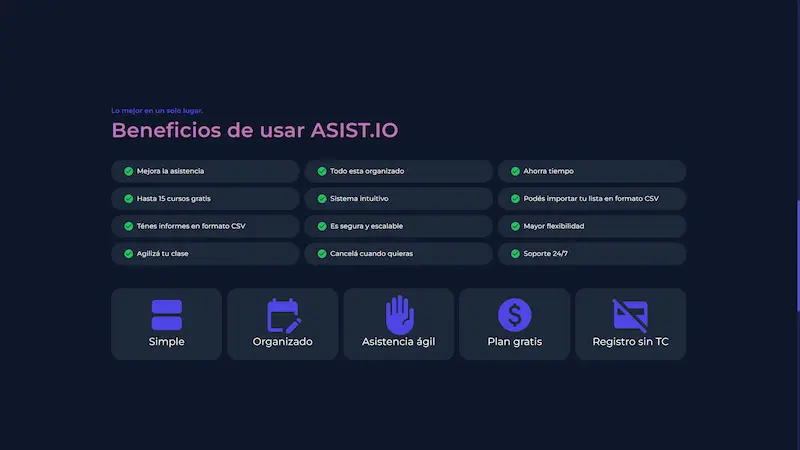 Lo mejor en un solo lugar.
Beneficios de usar ASIST.IO
Mejora la asistencia
Todo esta organizado
Ahorra tiempo
Hasta 15 cursos gratis
Sistema intuitivo
Podés importar tu lista en formato CSV
Ténes informes en formato CSV
Es segura y escalable
Mayor flexibilidad
Agilizá tu clase
Cancelá cuando quieras
Soporte 24/7
Simple
Organizado
Asistencia ágil
Plan gratis
Registro sin TC